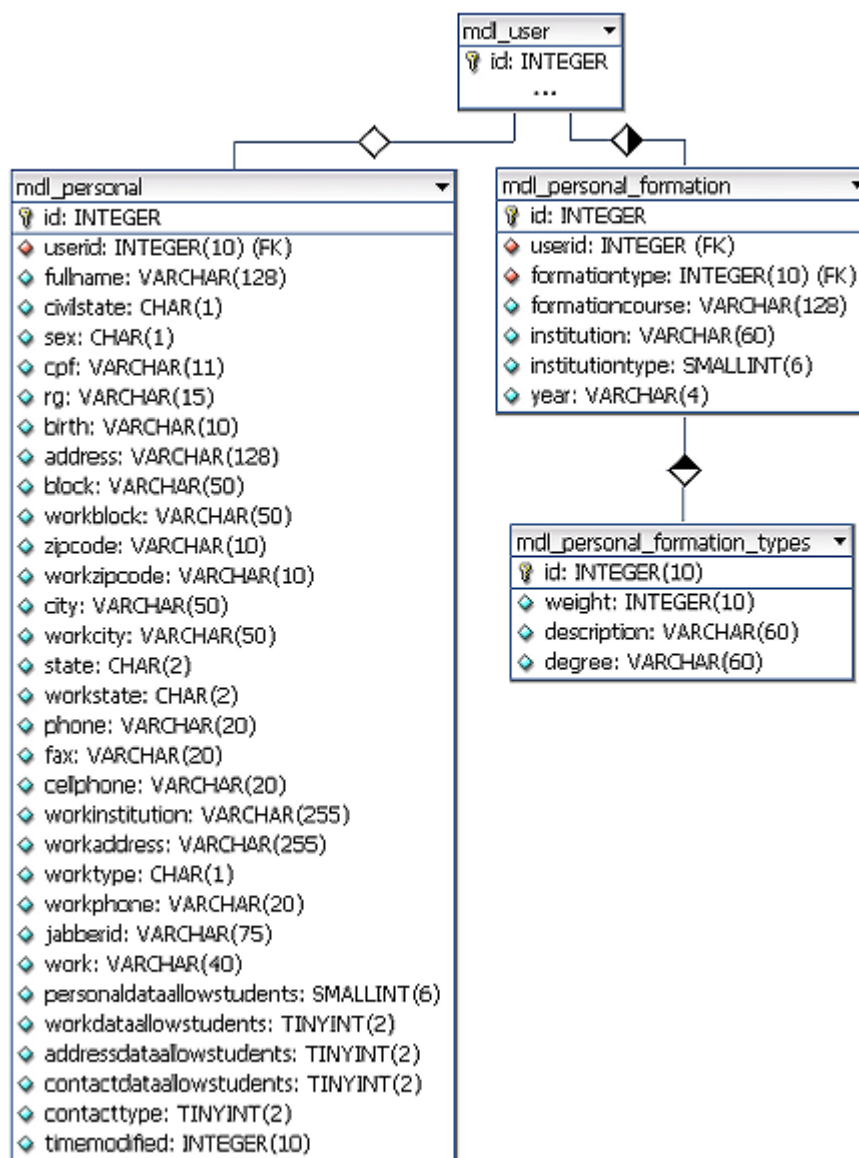 mdl_user
id: INTEGER
...
mdl_personal
id: INTEGER
userid: INTEGER(10) (FK)
fullname: VARCHAR(128)
civilstate: CHAR(1)
sex: CHAR(1)
cpf: VARCHAR(11)
rg: VARCHAR(15)
birth: VARCHAR(10)
address: VARCHAR(128)
block: VARCHAR(50)
workblock: VARCHAR(50)
zipcode: VARCHAR(10)
workzipcode: VARCHAR(10)
city: VARCHAR(50)
workcity: VARCHAR(50)
state: CHAR(2)
workstate: CHAR(2)
phone: VARCHAR(20)
fax: VARCHAR(20)
cellphone: VARCHAR(20)
workinstitution: VARCHAR(255)
workaddress: VARCHAR(255)
worktype: CHAR(1)
workphone: VARCHAR(20)
jabberid: VARCHAR(75)
work: VARCHAR(40)
personaldataallowstudents: SMALLINT(6)
workdataallowstudents: TINYINT(2)
addressdataallowstudents: TINYINT(2)
contactdataallowstudents: TINYINT(2)
contacttype: TINYINT(2)
timemodified: INTEGER(10)
mdl_personal_formation
id: INTEGER
userid: INTEGER (FK)
formationtype: INTEGER(10) (FK)
formationcourse: VARCHAR(128)
institution: VARCHAR(60)
institutiontype: SMALLINT(6)
year: VARCHAR(4)
mdl_personal_formation_types
id: INTEGER(10)
weight: INTEGER(10)
description: VARCHAR(60)
degree: VARCHAR(60)